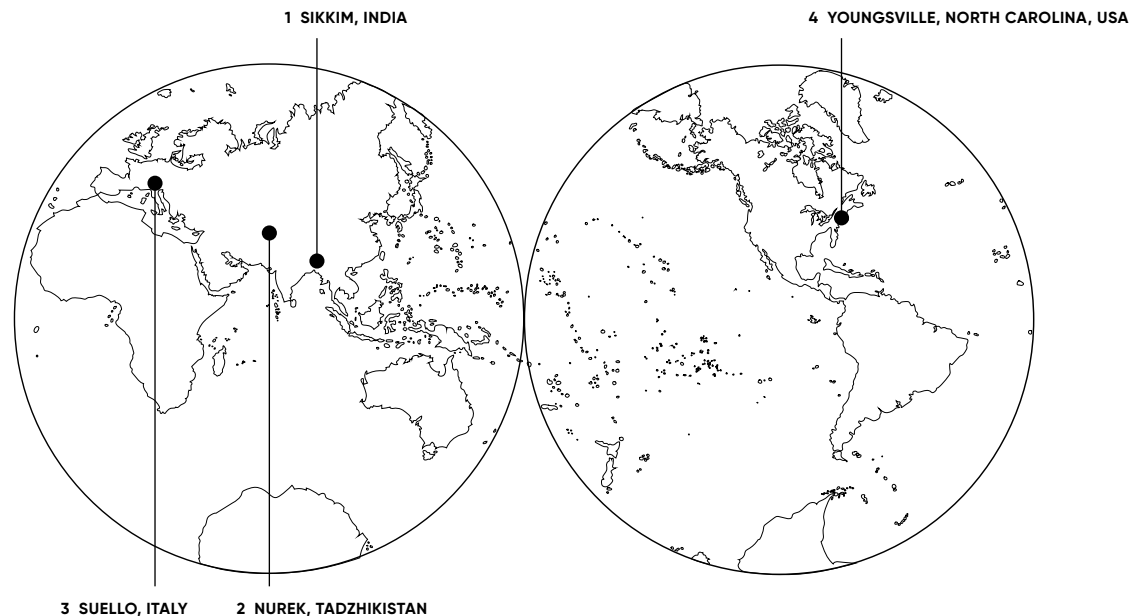 1 SIKKIM, INDIA
4 YOUNGSVILLE, NORTH CAROLINA, USA
3 SUELLO, ITALY
2 NUREK, TADZHIKISTAN